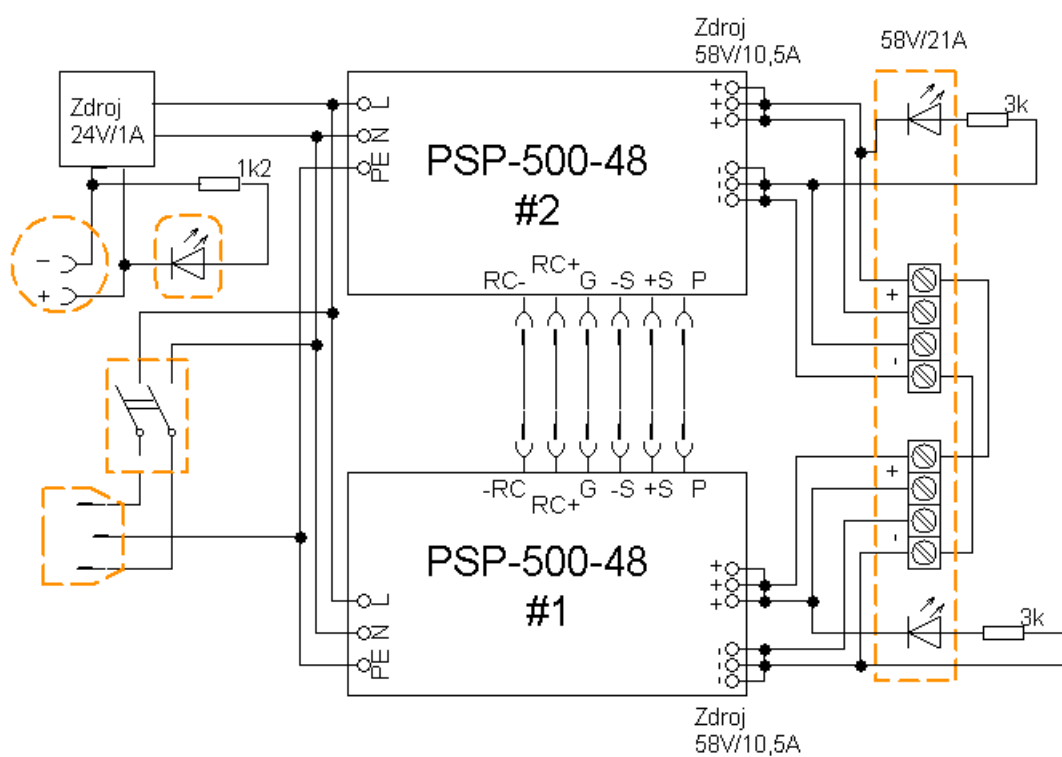 Zdroj
58V/10,5A
58V/21A
Zdroj
24V/1A
L
N
PE
PSP-500-48
#2
+
+
+
-
-
-
3k
1k2
-
+
RC-
RC+
G
-S
+S
P
+
-
-RC
RC+
G
-S
+S
P
+
-
PSP-500-48
#1
L
N
PE
+
+
+
-
-
-
3k
Zdroj
58V/10,5A